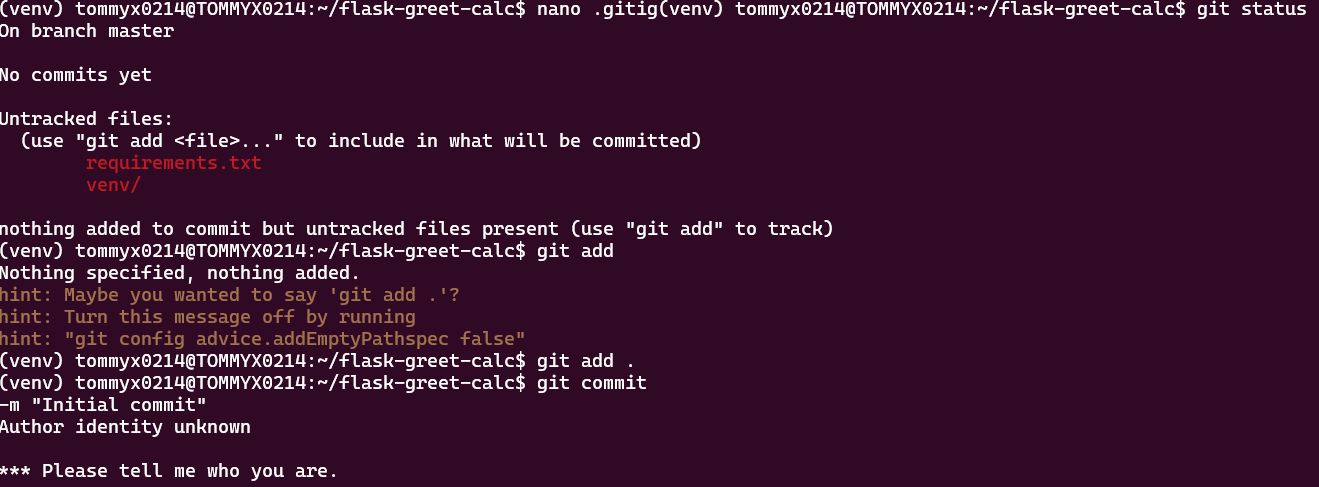 (venv) tommyx0214@TOMMYX0214:~/flask-greet-calc$ nano .gitig(venv) tommyx0214@TOMMYX0214:~/flask-greet-calc$ git status
On branch master
No commits yet
Untracked files:
(use "git add <file>..." to include in what will be committed)
requirements.txt
venv/
nothing added to commit but untracked files present (use "git add" to track)
(venv) tommyx0214@TOMMYX0214:~/flask-greet-calc$ git add
Nothing specified, nothing added.
hint: Maybe you wanted to say 'git add .'?
hint: Turn this message off by running
hint: "git config advice.addEmptyPathspec false"
(venv) tommyx0214@TOMMYX0214:~/flask-greet-calc$ git add .
(venv) tommyx0214@TOMMYX0214:~/flask-greet-calc$ git commit
-m "Initial commit"
Author identity unknown
*** Please tell me who you are.